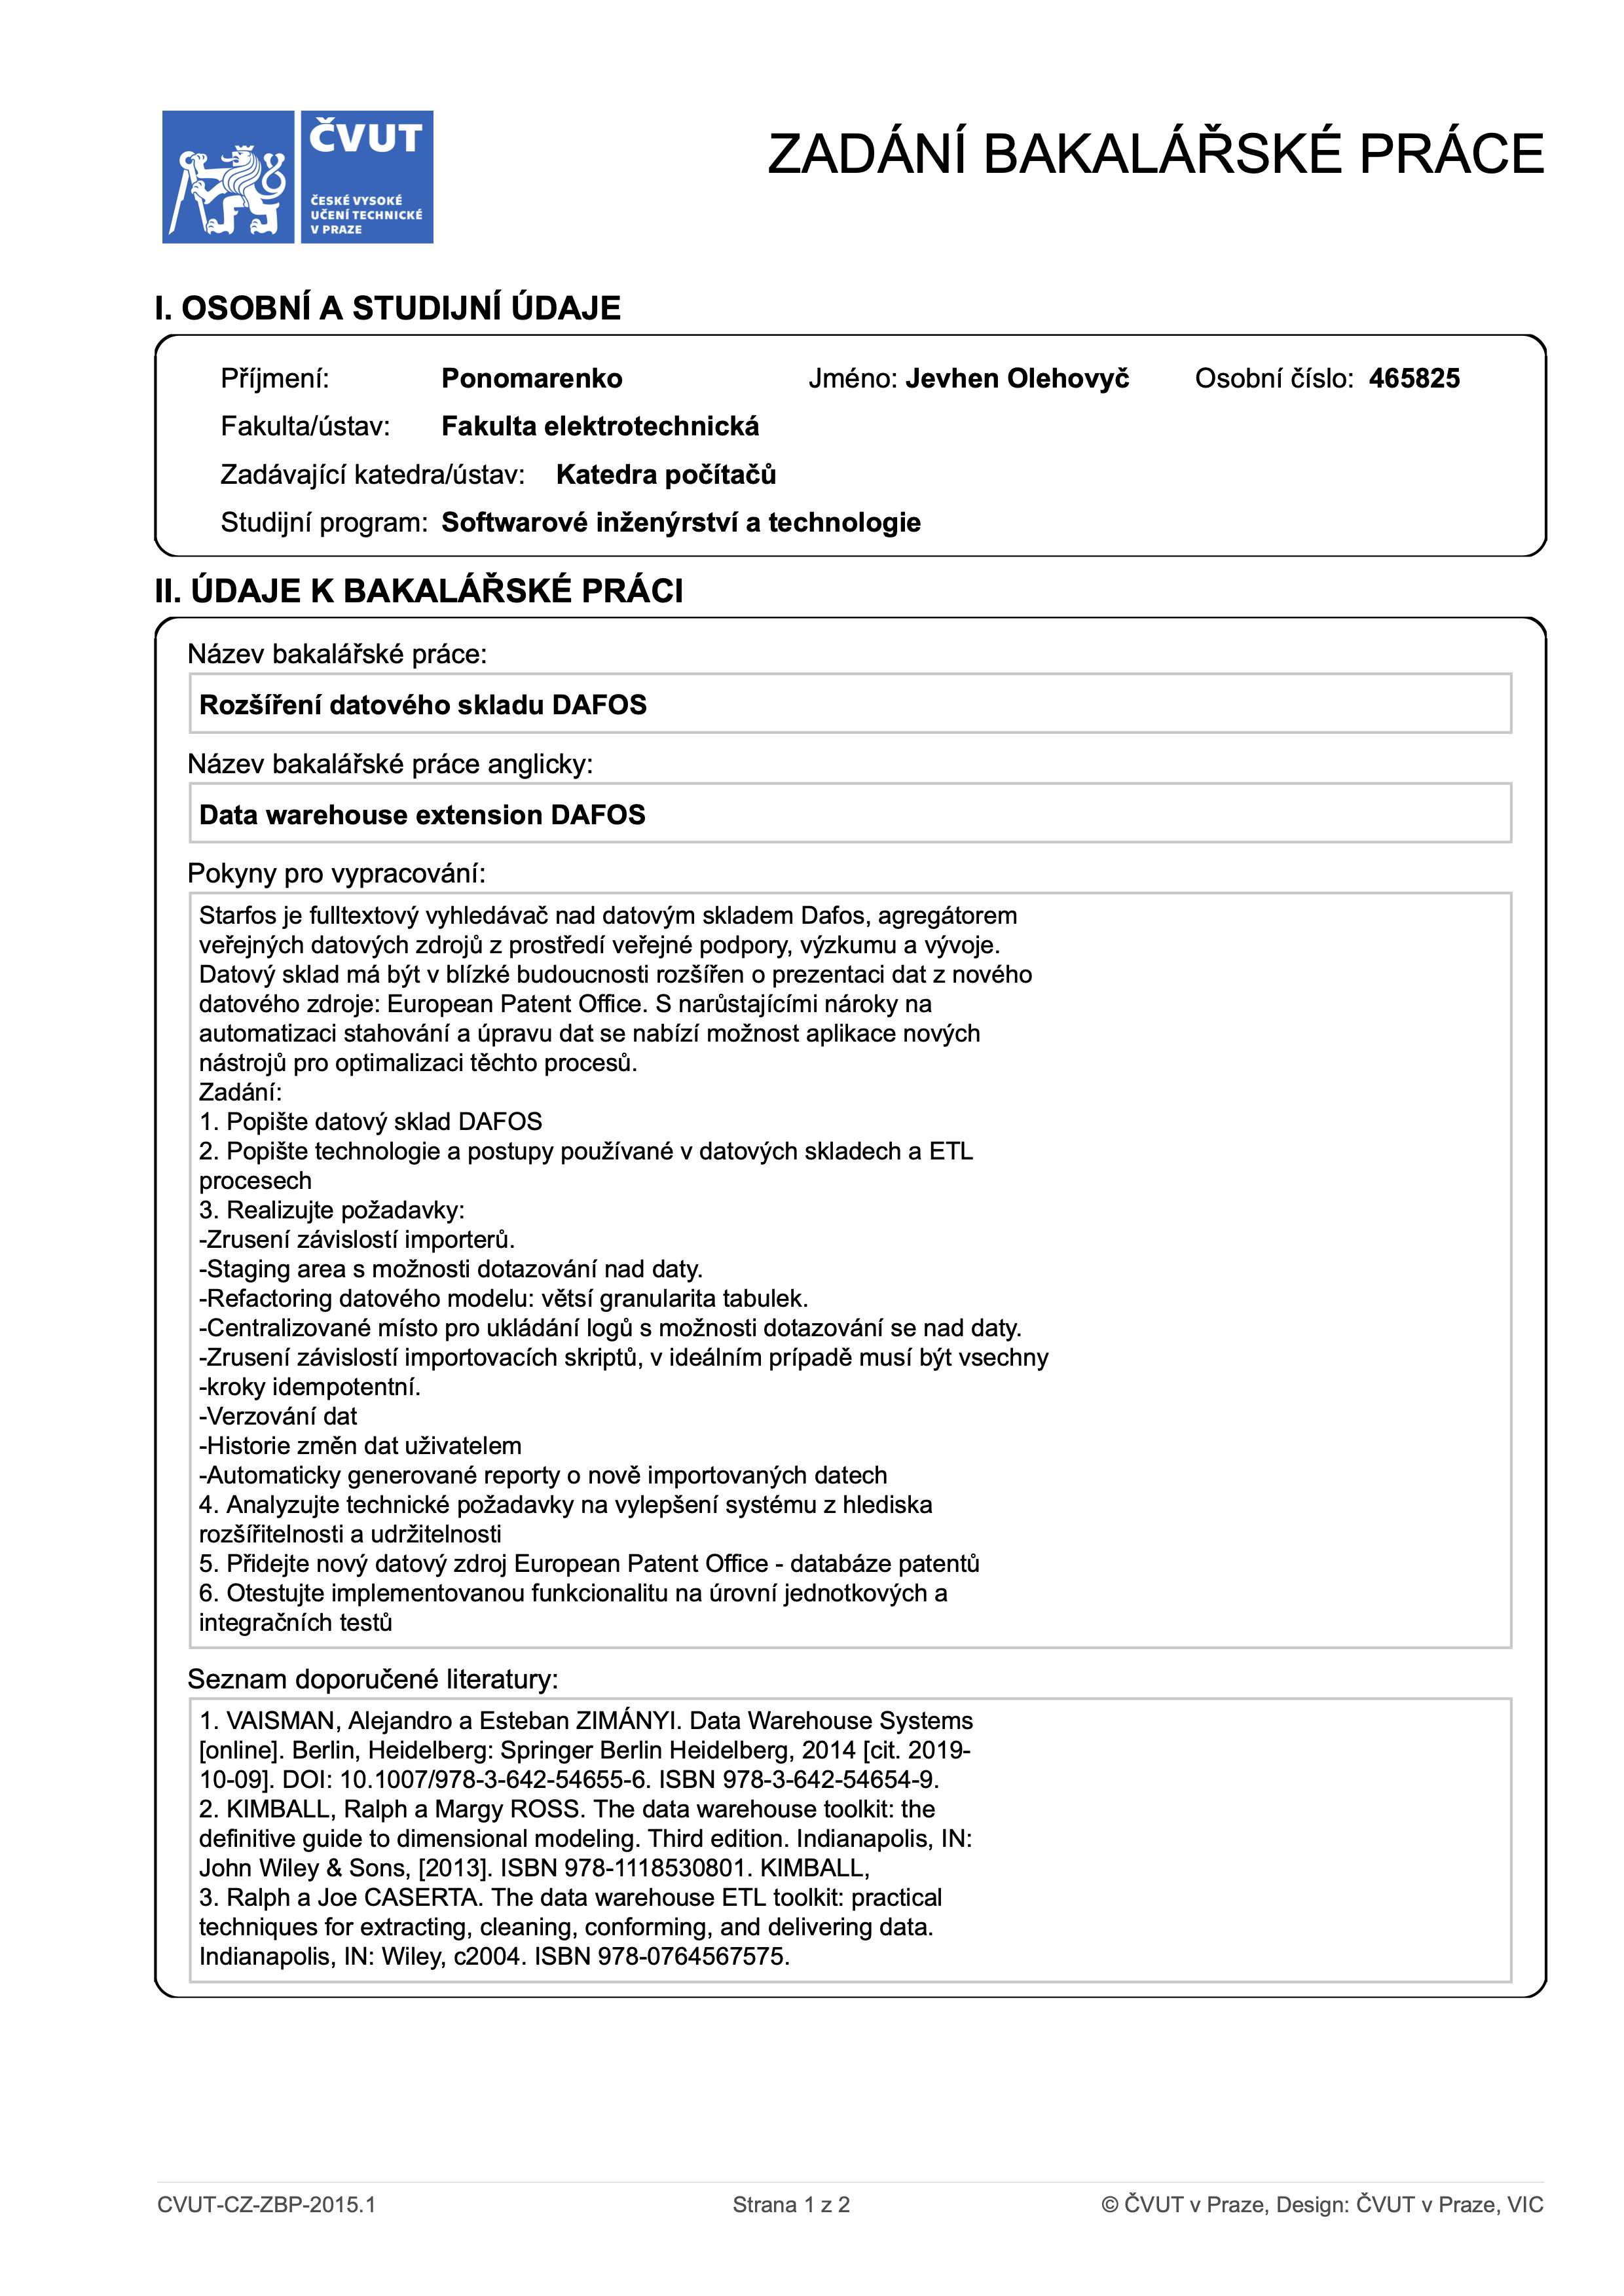 ČVUT
ČESKÉ VYSOKÉ
UČENÍ TECHNICKÉ
V PRAZE
ZADÁNÍ BAKALÁŘSKÉ PRÁCE
I. OSOBNÍ A STUDIJNÍ ÚDAJE
Příjmení: Ponomarenko Jméno: Jevhen Olehovyč Osobní číslo: 465825
Fakulta/ústav: Fakulta elektrotechnická
Zadávající katedra/ústav: Katedra počítačů
Studijní program: Softwarové inženýrství a technologie
II. ÚDAJE K BAKALÁŘSKÉ PRÁCI
Název bakalářské práce:
Rozšíření datového skladu DAFOS
Název bakalářské práce anglicky:
Data warehouse extension DAFOS
Pokyny pro vypracování:
Starfos je fulltextový vyhledávač nad datovým skladem Dafos, agregátorem
veřejných datových zdrojů z prostředí veřejné podpory, výzkumu a vývoje.
Datový sklad má být v blízké budoucnosti rozšířen o prezentaci dat z nového
datového zdroje: European Patent Office. S narůstajícími nároky na
automatizaci stahování a úpravu dat se nabízí možnost aplikace nových
nástrojů pro optimalizaci těchto procesů.
Zadání:
1. Popište datový sklad DAFOS
2. Popište technologie a postupy používané v datových skladech a ETL
procesech
3. Realizujte požadavky:
-Zrusení závislostí importerů.
-Staging area s možnosti dotazování nad daty.
-Refactoring datového modelu: větsí granularita tabulek.
-Centralizované místo pro ukládání logů s možnosti dotazování se nad daty.
-Zrusení závislostí importovacích skriptů, v ideálním prípadě musí být vsechny
-kroky idempotentní.
-Verzování dat
-Historie změn dat uživatelem
-Automaticky generované reporty o nově importovaných datech
4. Analyzujte technické požadavky na vylepšení systému z hlediska
rozšířitelnosti a udržitelnosti
5. Přidejte nový datový zdroj European Patent Office - databáze patentů
6. Otestujte implementovanou funkcionalitu na úrovní jednotkových a
integračních testů
Seznam doporučené literatury:
1. VAISMAN, Alejandro a Esteban ZIMÁNYI. Data Warehouse Systems
[online]. Berlin, Heidelberg: Springer Berlin Heidelberg, 2014 [cit. 2019-
10-09]. DOI: 10.1007/978-3-642-54655-6. ISBN 978-3-642-54654-9.
2. KIMBALL, Ralph a Margy ROSS. The data warehouse toolkit: the
definitive guide to dimensional modeling. Third edition. Indianapolis, IN:
John Wiley & Sons, [2013]. ISBN 978-1118530801. KIMBALL,
3. Ralph a Joe CASERTA. The data warehouse ETL toolkit: practical
techniques for extracting, cleaning, conforming, and delivering data.
Indianapolis, IN: Wiley, c2004. ISBN 978-0764567575.
CVUT-CZ-ZBP-2015.1 Strana 1 z 2 © ČVUT v Praze, Design: ČVUT v Praze, VIC